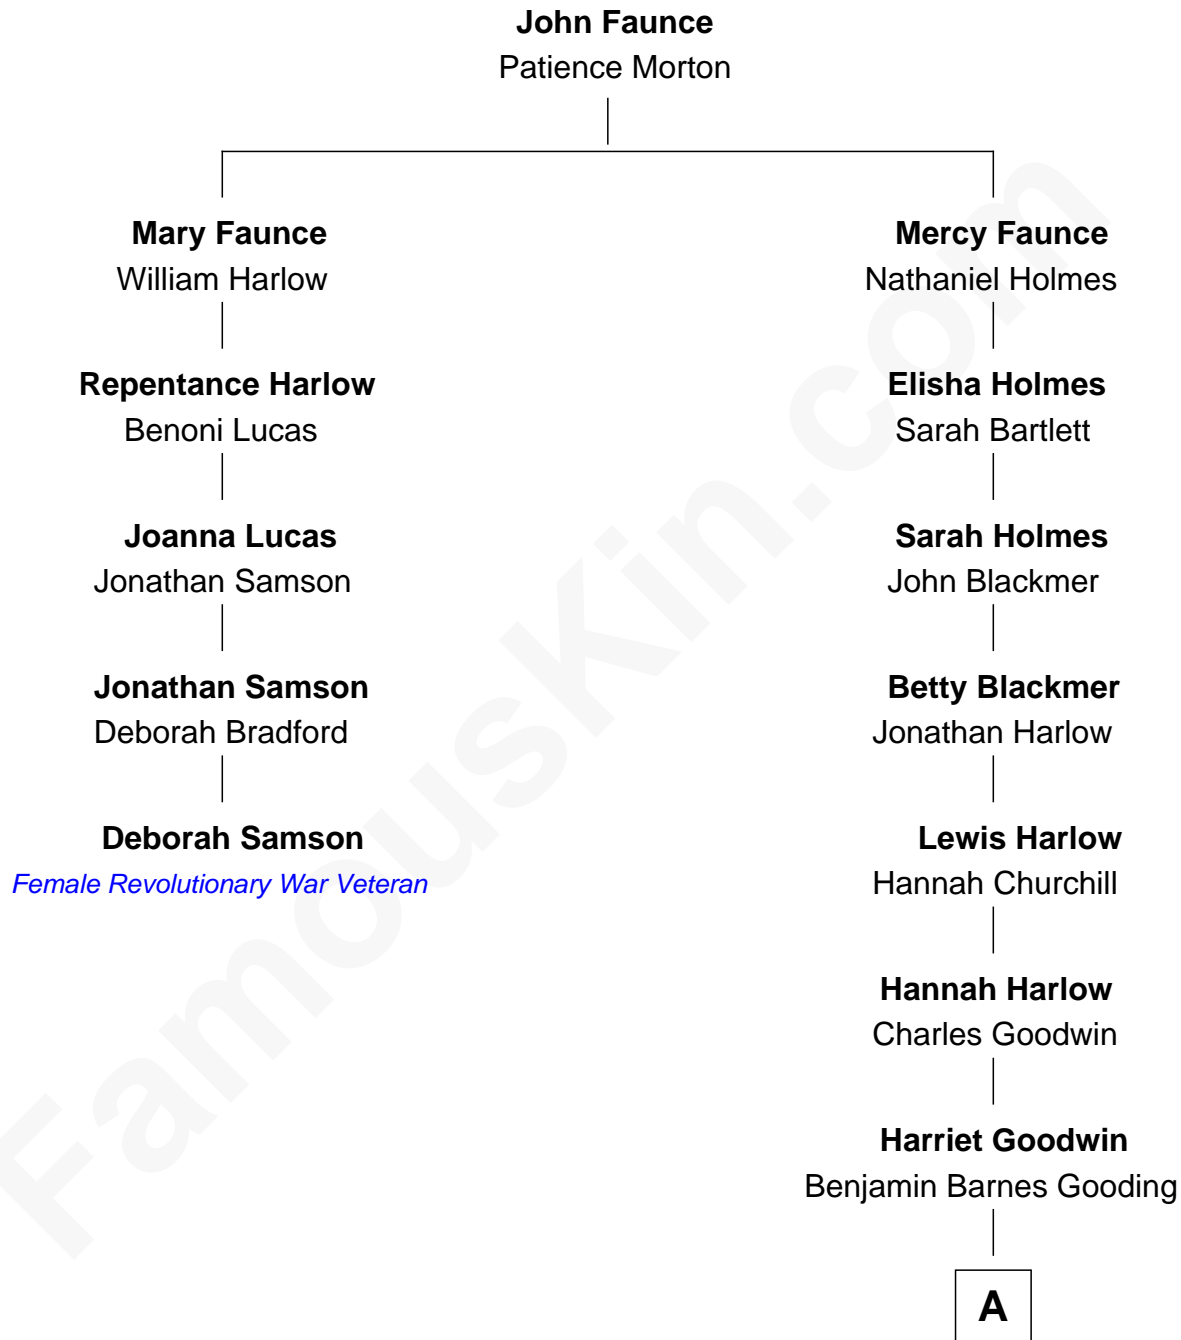 John Faunce
Patience Morton
Mary Faunce
William Harlow
Mercy Faunce
Nathaniel Holmes
Repentance Harlow
Benoni Lucas
Elisha Holmes
Sarah Bartlett
Joanna Lucas
Jonathan Samson
Sarah Holmes
John Blackmer
Jonathan Samson
Deborah Bradford
Betty Blackmer
Jonathan Harlow
Deborah Samson
Female Revolutionary War Veteran
Lewis Harlow
Hannah Churchill
Hannah Harlow
Charles Goodwin
Harriet Goodwin
Benjamin Barnes Gooding
A
FamousKin.com